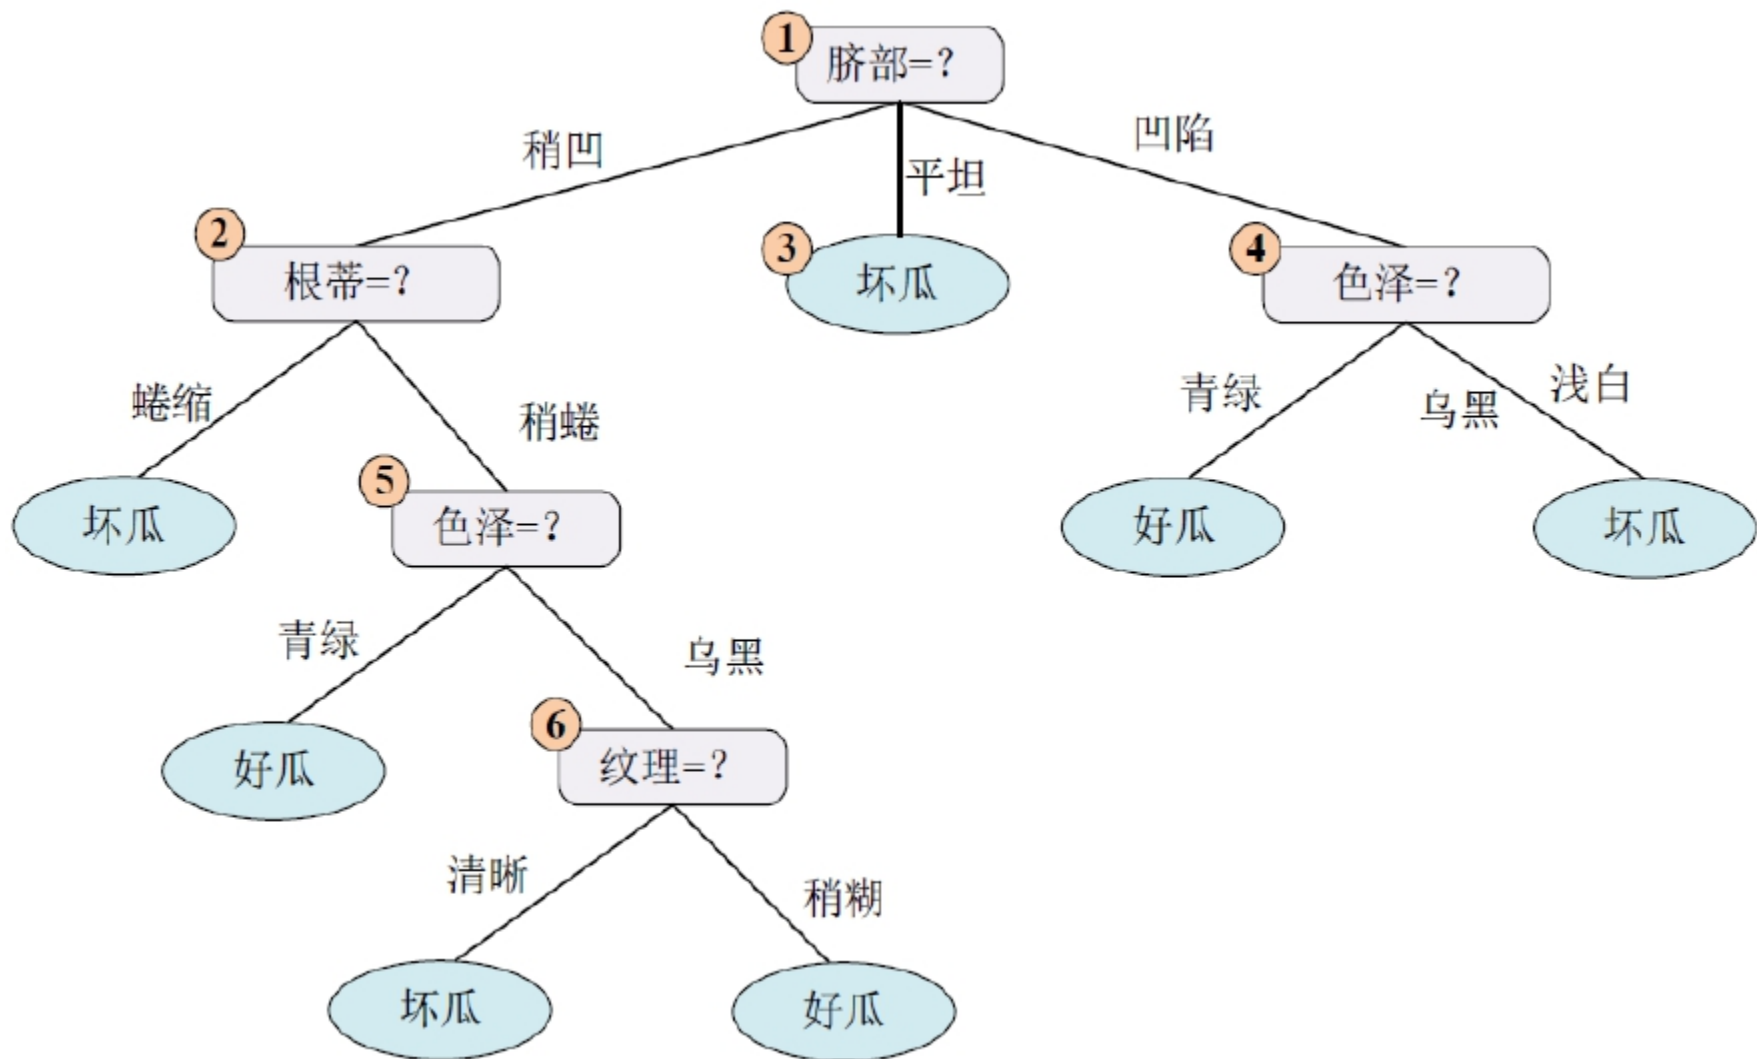 1
脐部=?
稍凹
平坦
凹陷
2
根蒂=?
3
坏瓜
4
色泽=?
蜷缩
稍蜷
青绿
乌黑
浅白
坏瓜
5
色泽=?
好瓜
坏瓜
青绿
乌黑
好瓜
6
纹理=?
清晰
稍糊
坏瓜
好瓜